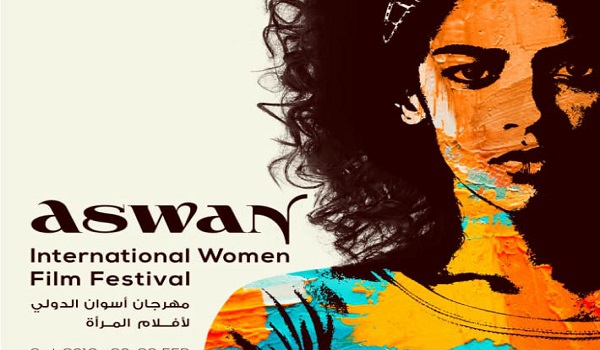 aswan
International Women
Film Festival
مهرجان أسوان الدولي
لأفلام المرأة